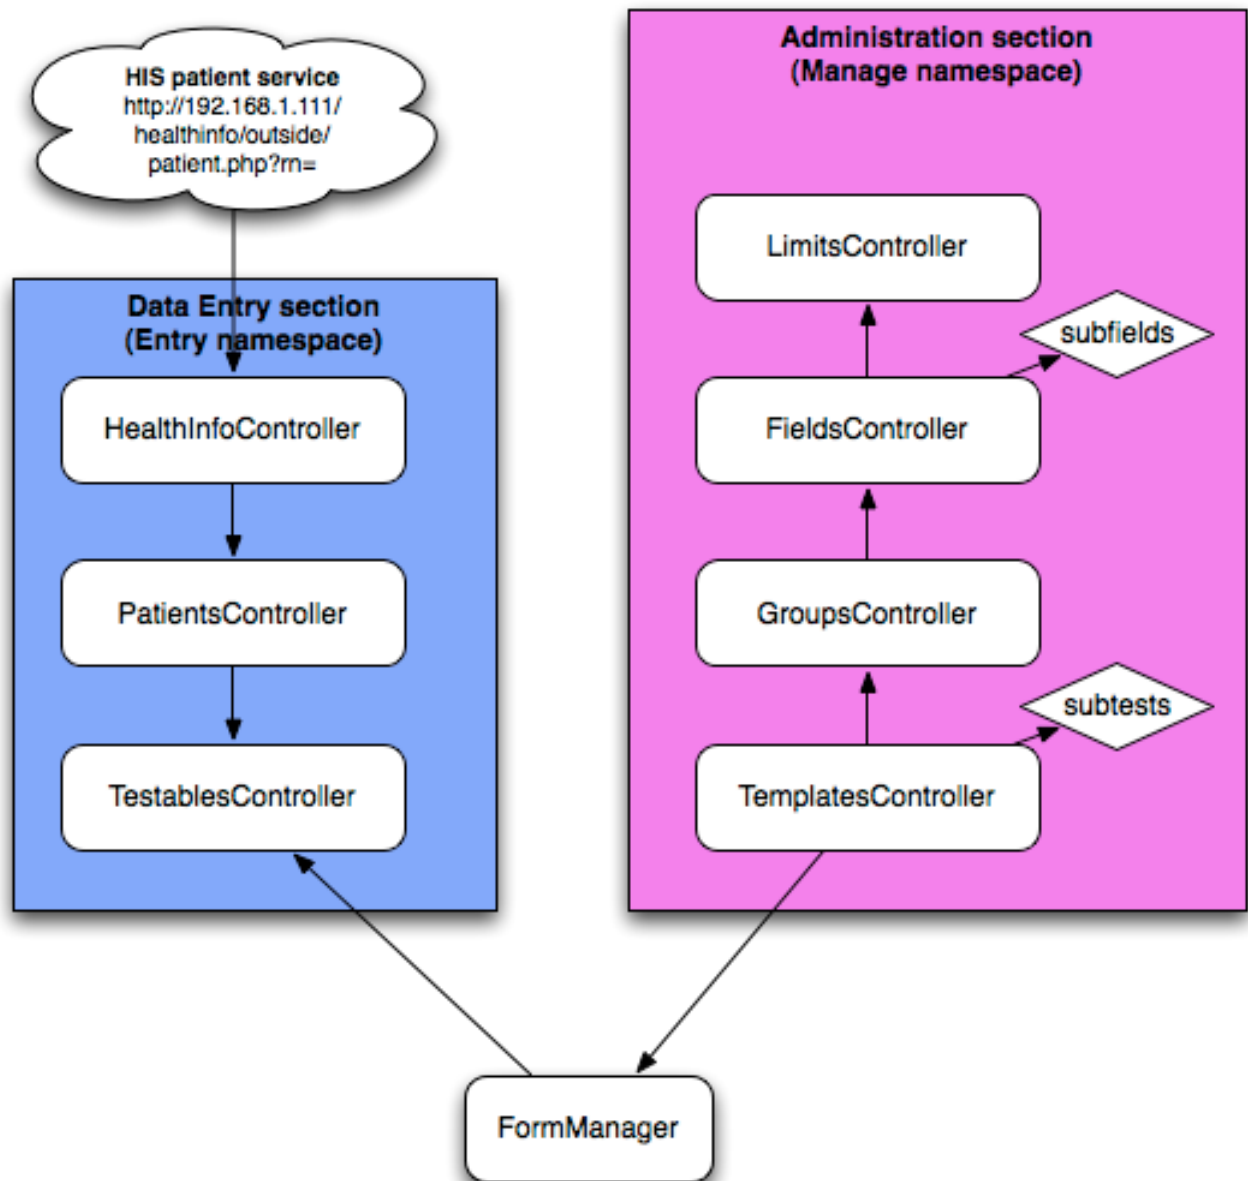 HIS patient service
http://192.168.1.111/
healthinfo/outside/
patient.php?rn=
Data Entry section
(Entry namespace)
HealthInfoController
PatientsController
TestablesController
Administration section
(Manage namespace)
LimitsController
subfields
FieldsController
GroupsController
subtests
TemplatesController
FormManager